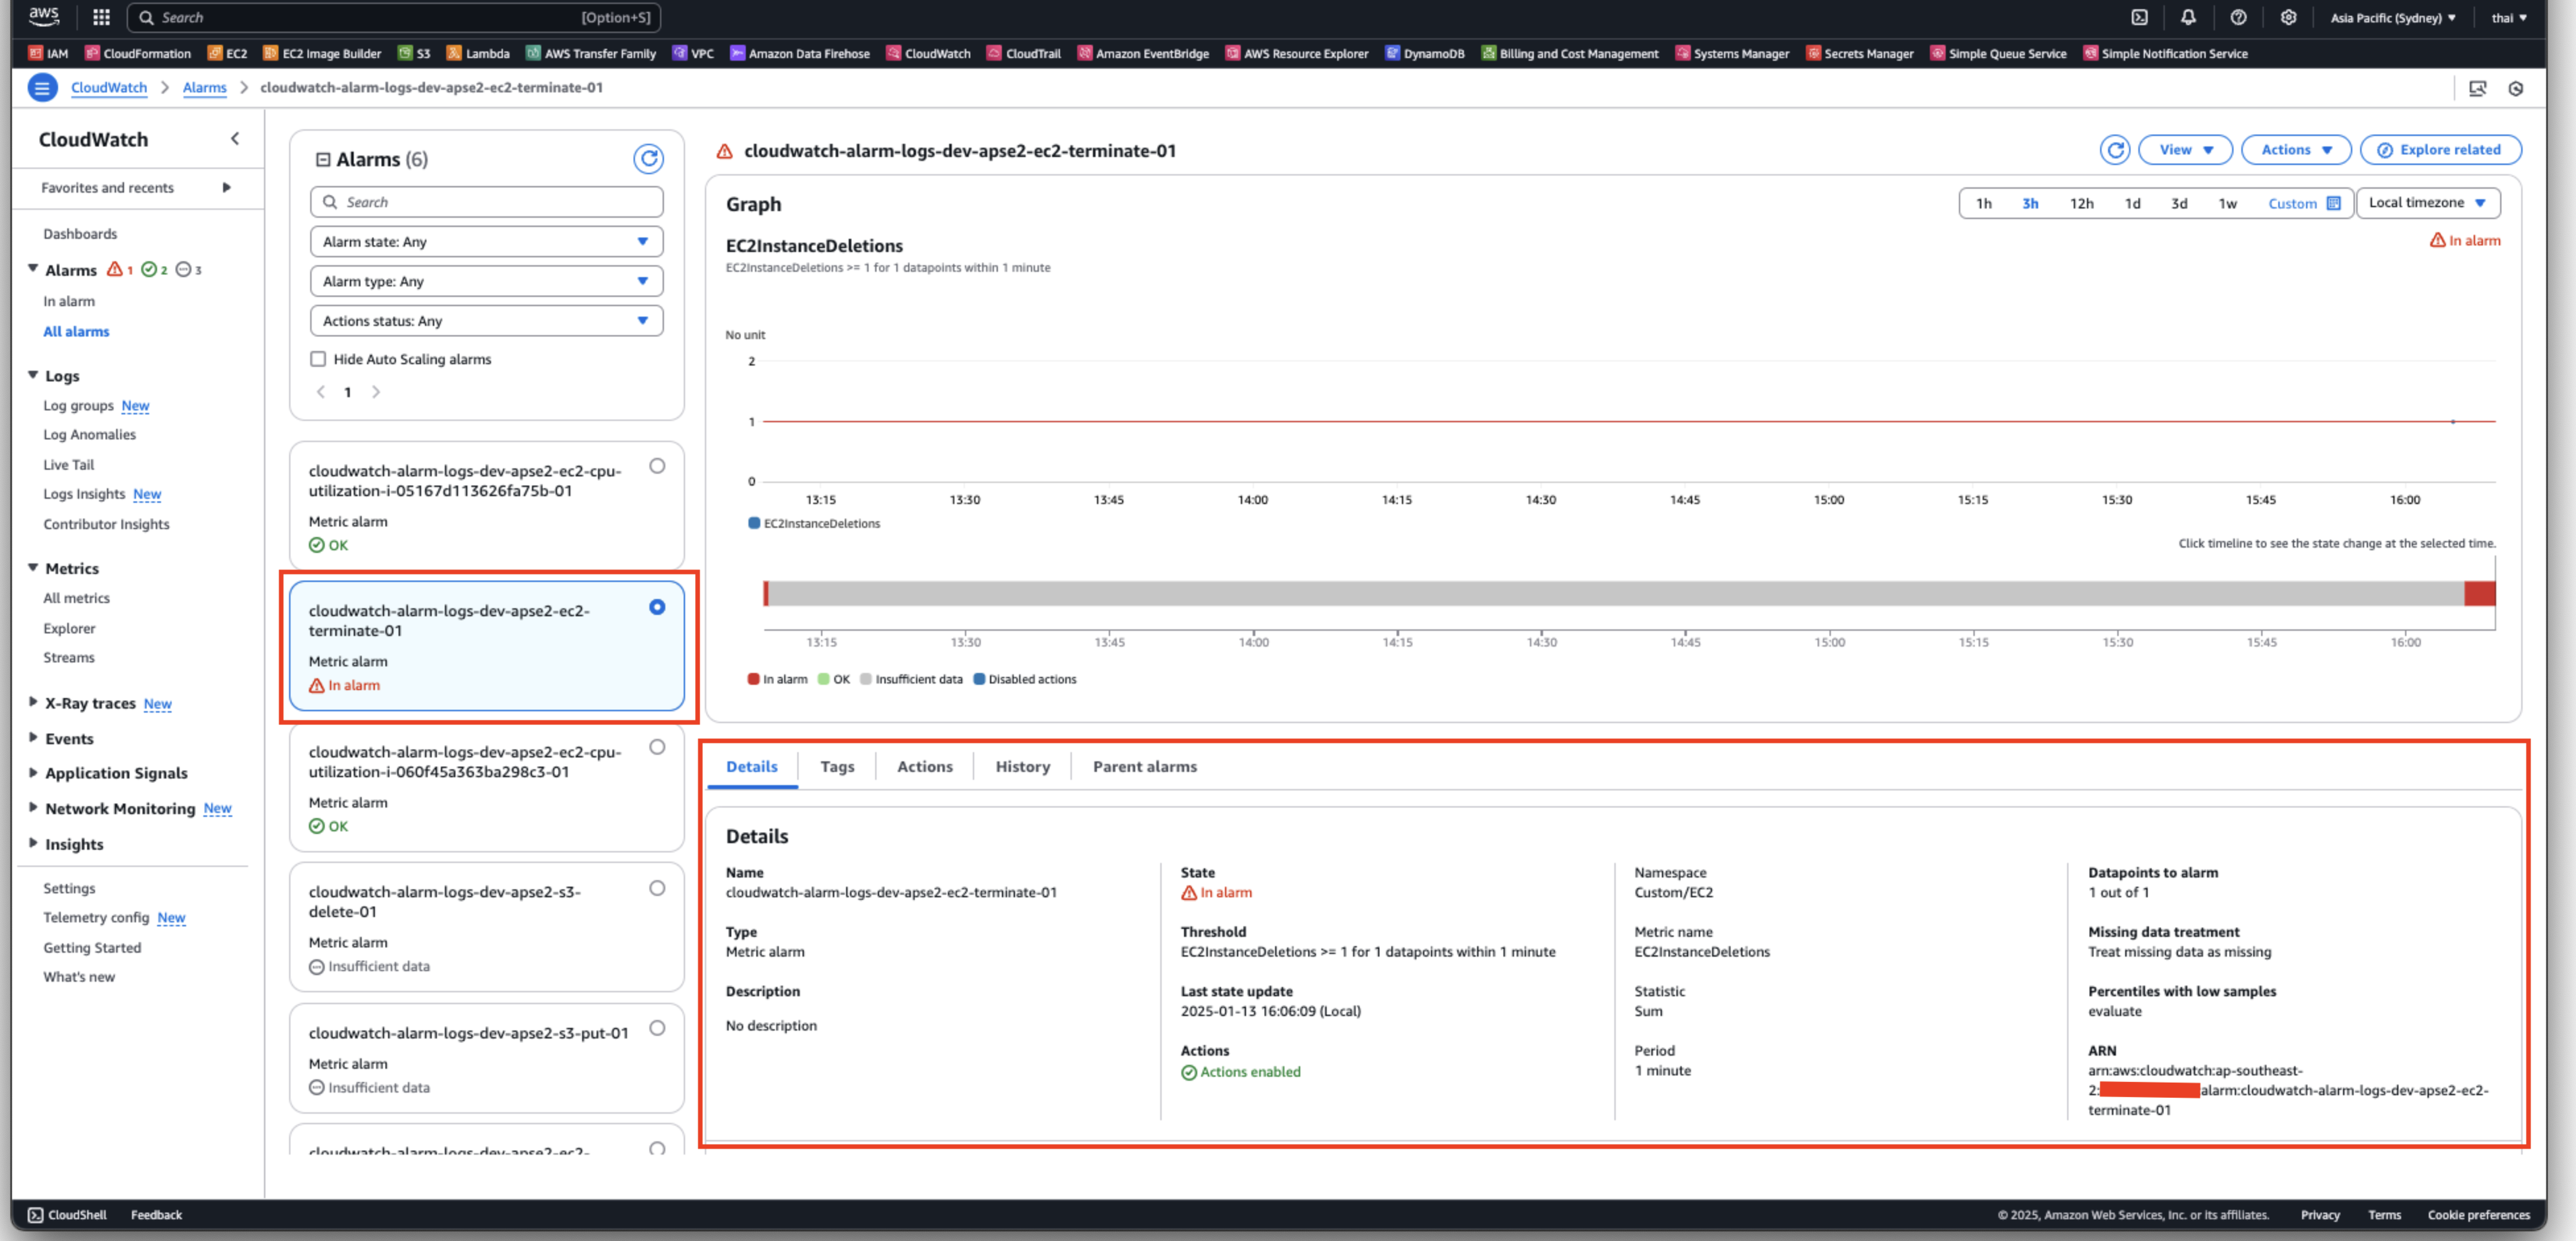 aws
Search
[Option+S]
Asia Pacific (Sydney)
thai
IAM
CloudFormation
EC2
EC2 Image Builder
S3
Lambda
AWS Transfer Family
VPC
Amazon Data Firehose
CloudWatch
CloudTrail
Amazon EventBridge
AWS Resource Explorer
DynamoDB
Billing and Cost Management
Systems Manager
Secrets Manager
Simple Queue Service
Simple Notification Service
CloudWatch > Alarms > cloudwatch-alarm-logs-dev-apse2-ec2-terminate-01
CloudWatch
Favorites and recents
Dashboards
Alarms 1 2 3
In alarm
All alarms
Logs
Log groups New
Log Anomalies
Live Tail
Logs Insights New
Contributor Insights
Metrics
All metrics
Explorer
Streams
X-Ray traces New
Events
Application Signals
Network Monitoring New
Insights
Settings
Telemetry config New
Getting Started
What's new
Alarms (6)
Search
Alarm state: Any
Alarm type: Any
Actions status: Any
Hide Auto Scaling alarms
1
cloudwatch-alarm-logs-dev-apse2-ec2-cpu-
utilization-i-05167d113626fa75b-01
Metric alarm
OK
cloudwatch-alarm-logs-dev-apse2-ec2-
terminate-01
Metric alarm
In alarm
cloudwatch-alarm-logs-dev-apse2-ec2-cpu-
utilization-i-060f45a363ba298c3-01
Metric alarm
OK
cloudwatch-alarm-logs-dev-apse2-s3-
delete-01
Metric alarm
Insufficient data
cloudwatch-alarm-logs-dev-apse2-s3-put-01
Metric alarm
Insufficient data
cloudwatch-alarm-logs-dev-apse2-ec2-
cloudwatch-alarm-logs-dev-apse2-ec2-terminate-01
View
Actions
Explore related
Graph
1h 3h 12h 1d 3d 1w Custom
Local timezone
EC2InstanceDeletions
In alarm
EC2InstanceDeletions >= 1 for 1 datapoints within 1 minute
No unit
2
1
0
13:15 13:30 13:45 14:00 14:15 14:30 14:45 15:00 15:15 15:30 15:45 16:00
EC2InstanceDeletions
Click timeline to see the state change at the selected time.
13:15 13:30 13:45 14:00 14:15 14:30 14:45 15:00 15:15 15:30 15:45 16:00
In alarm OK Insufficient data Disabled actions
Details Tags Actions History Parent alarms
Details
Name
cloudwatch-alarm-logs-dev-apse2-ec2-terminate-01
Type
Metric alarm
Description
No description
State
In alarm
Threshold
EC2InstanceDeletions >= 1 for 1 datapoints within 1 minute
Last state update
2025-01-13 16:06:09 (Local)
Actions
Actions enabled
Namespace
Custom/EC2
Metric name
EC2InstanceDeletions
Statistic
Sum
Period
1 minute
Datapoints to alarm
1 out of 1
Missing data treatment
Treat missing data as missing
Percentiles with low samples
evaluate
ARN
arn:aws:cloudwatch:ap-southeast-
2: alarm:cloudwatch-alarm-logs-dev-apse2-ec2-
terminate-01
CloudShell
Feedback
© 2025, Amazon Web Services, Inc. or its affiliates.
Privacy
Terms
Cookie preferences